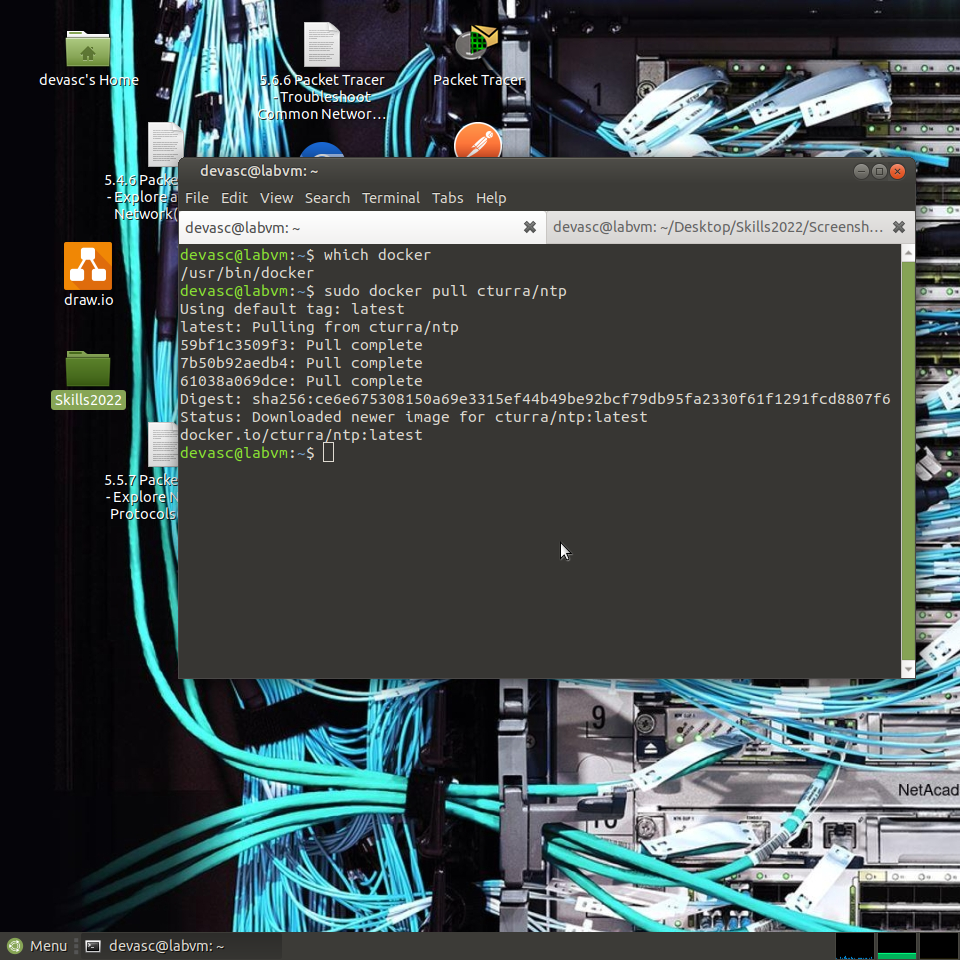 devasc's Home
5.6.6 Packet Tracer
- Troubleshoot
Common Networ…
Packet Tracer
1
5.4.6 Packe
- Explore a
Network(
draw.io
Skills2022
5.5.7 Packe
- Explore N
Protocols
devasc@labvm: ~
File Edit View Search Terminal Tabs Help
devasc@labvm: ~
devasc@labvm: ~/Desktop/Skills2022/Screensh…
devasc@labvm:~$ which docker
/usr/bin/docker
devasc@labvm:~$ sudo docker pull cturra/ntp
Using default tag: latest
latest: Pulling from cturra/ntp
59bf1c3509f3: Pull complete
7b50b92aedb4: Pull complete
61038a069dce: Pull complete
Digest: sha256:ce6e675308150a69e3315ef44b49be92bcf79db95fa2330f61f1291fcd8807f6
Status: Downloaded newer image for cturra/ntp:latest
docker.io/cturra/ntp:latest
devasc@labvm:~$
9
NetAcad
10
Menu
devasc@labvm: ~